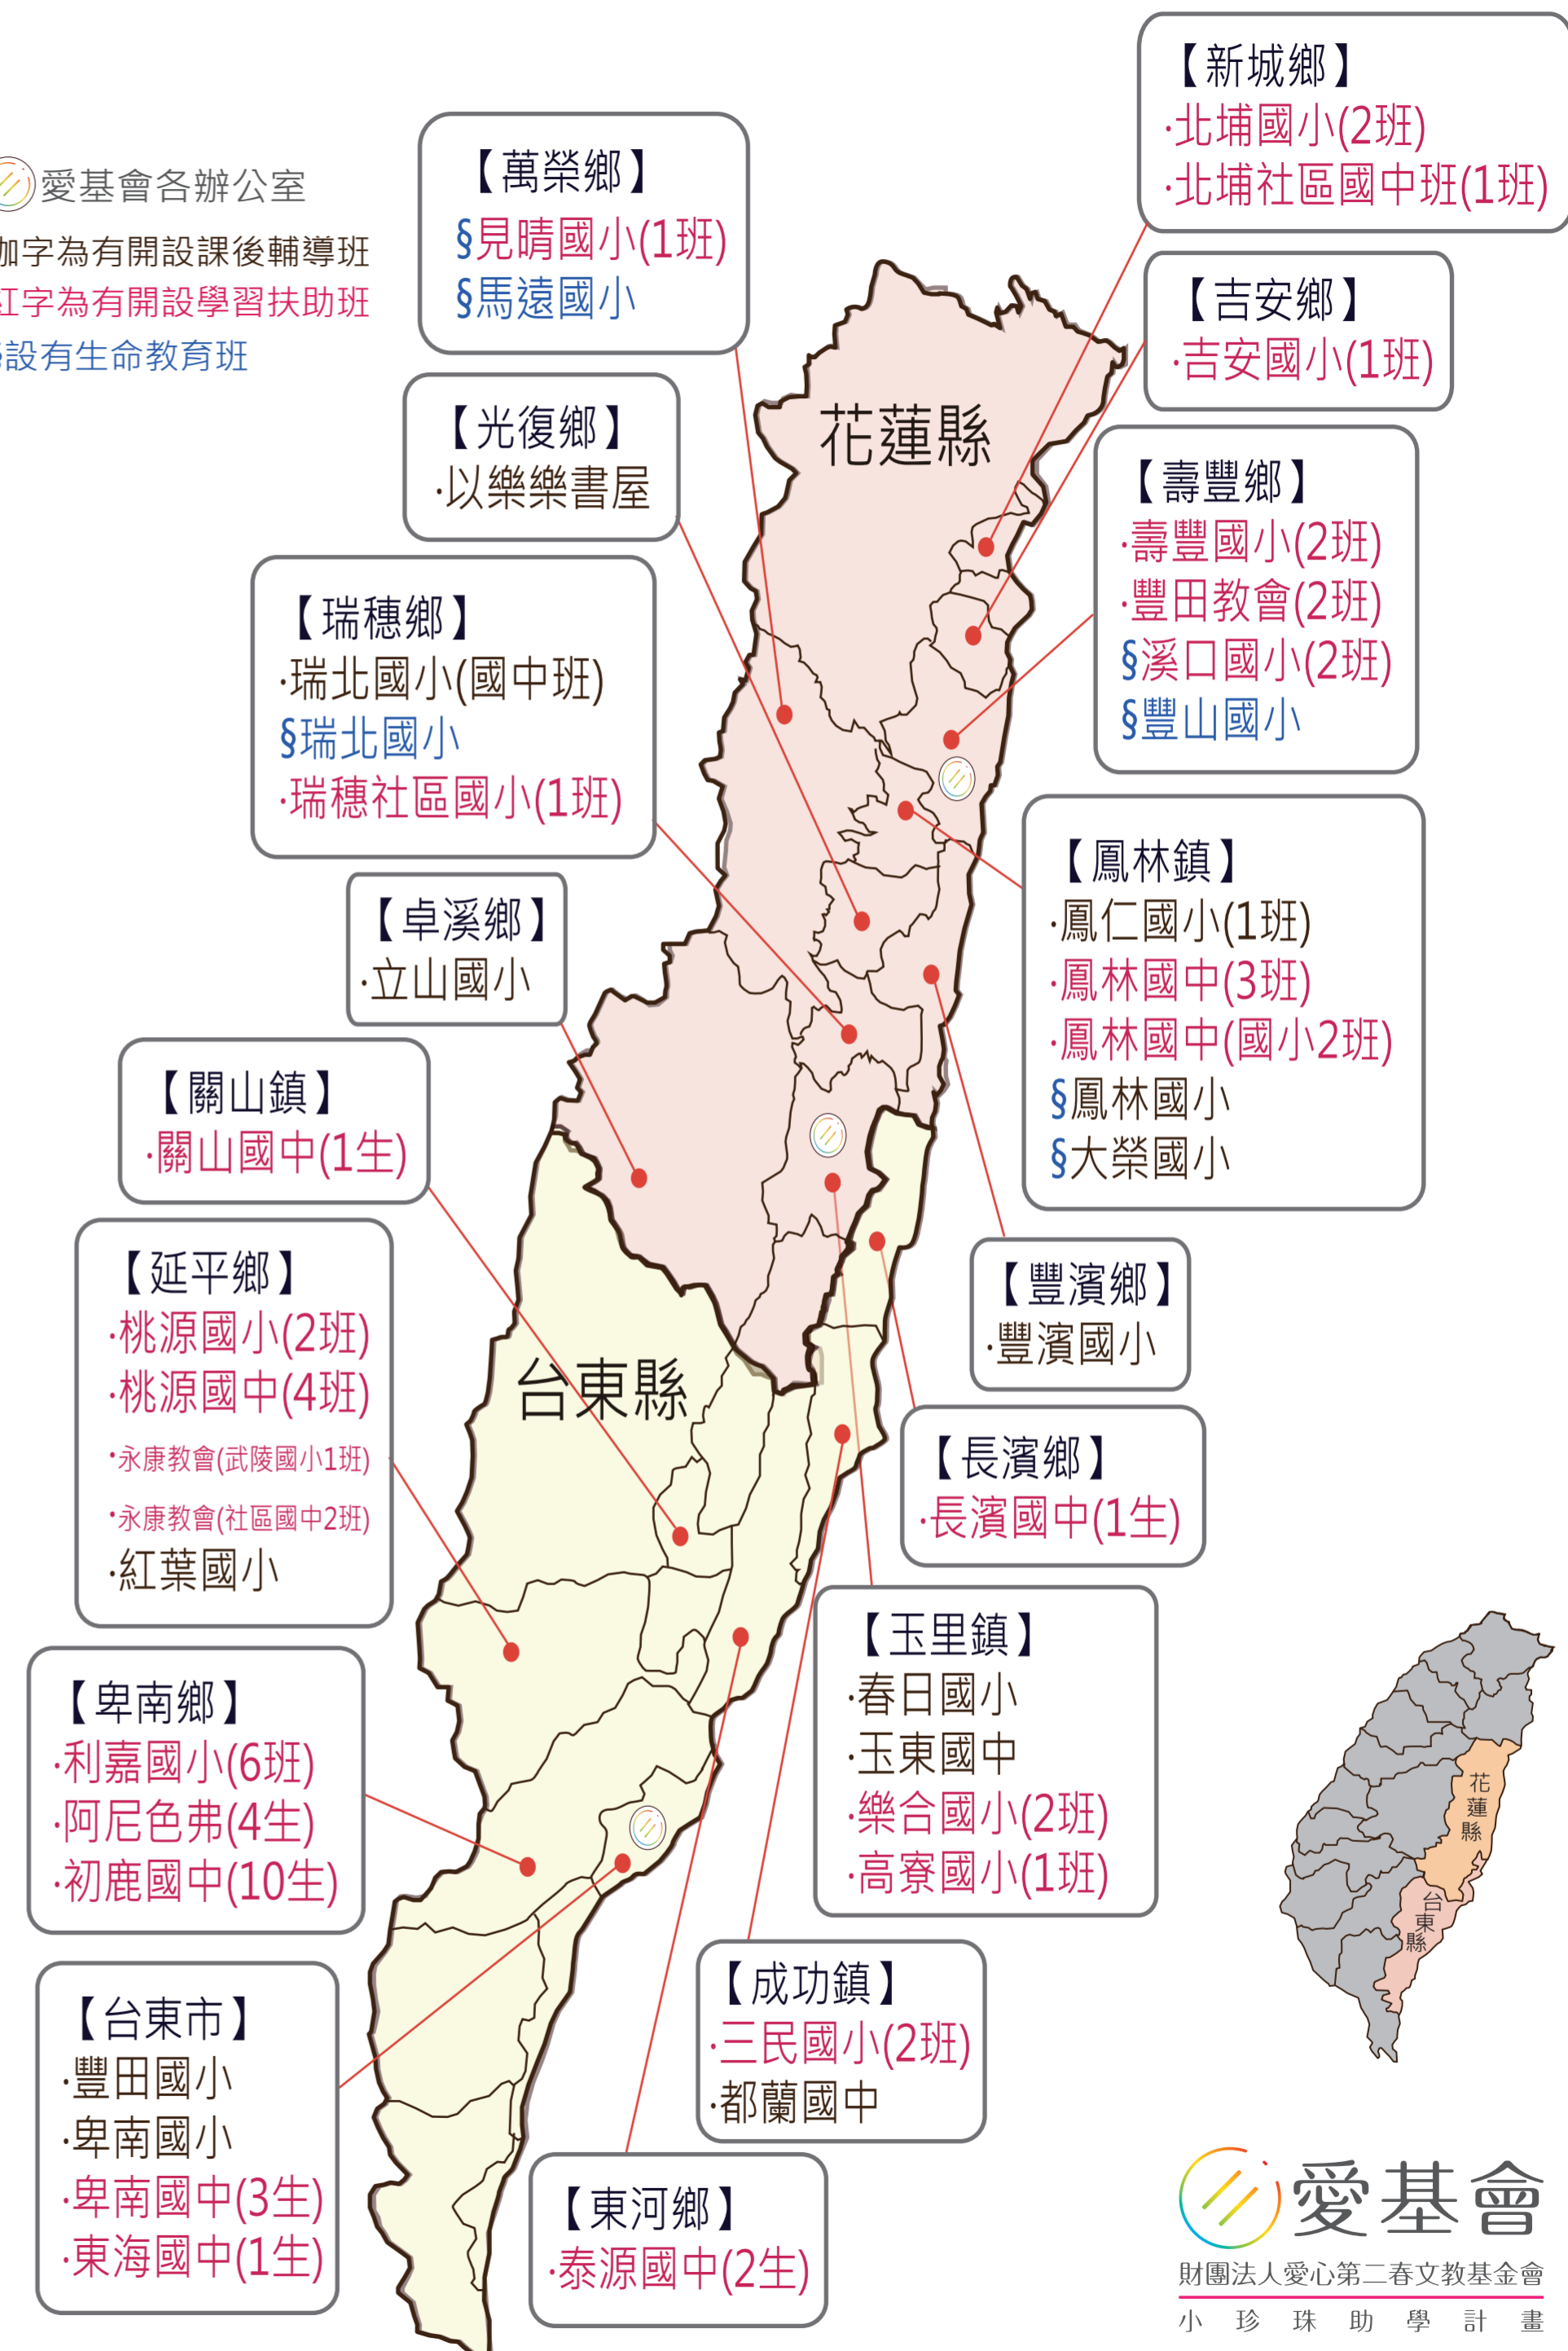 愛基會各辦公室
咖字為有開設課後輔導班
紅字為有開設學習扶助班
§設有生命教育班
【新城鄉】
·北埔國小(2班)
·北埔社區國中班(1班)
【萬榮鄉】
§見晴國小(1班)
§馬遠國小
【吉安鄉】
·吉安國小(1班)
【光復鄉】
·以樂樂書屋
花蓮縣
【壽豐鄉】
·壽豐國小(2班)
·豐田教會(2班)
§溪口國小(2班)
§豐山國小
【瑞穗鄉】
·瑞北國小(國中班)
§瑞北國小
·瑞穗社區國小(1班)
【鳳林鎮】
·鳳仁國小(1班)
·鳳林國中(3班)
·鳳林國中(國小2班)
§鳳林國小
§大榮國小
【卓溪鄉】
·立山國小
【關山鎮】
·關山國中(1生)
【豐濱鄉】
·豐濱國小
【延平鄉】
·桃源國小(2班)
·桃源國中(4班)
·永康教會(武陵國小1班)
·永康教會(社區國中2班)
·紅葉國小
台東縣
【長濱鄉】
·長濱國中(1生)
【玉里鎮】
·春日國小
·玉東國中
·樂合國小(2班)
·高寮國小(1班)
【卑南鄉】
·利嘉國小(6班)
·阿尼色弗(4生)
·初鹿國中(10生)
花蓮縣
台東縣
【成功鎮】
·三民國小(2班)
·都蘭國中
【台東市】
·豐田國小
·卑南國小
·卑南國中(3生)
·東海國中(1生)
【東河鄉】
·泰源國中(2生)
愛基會
財團法人愛心第二春文教基金會
小珍珠助學計畫